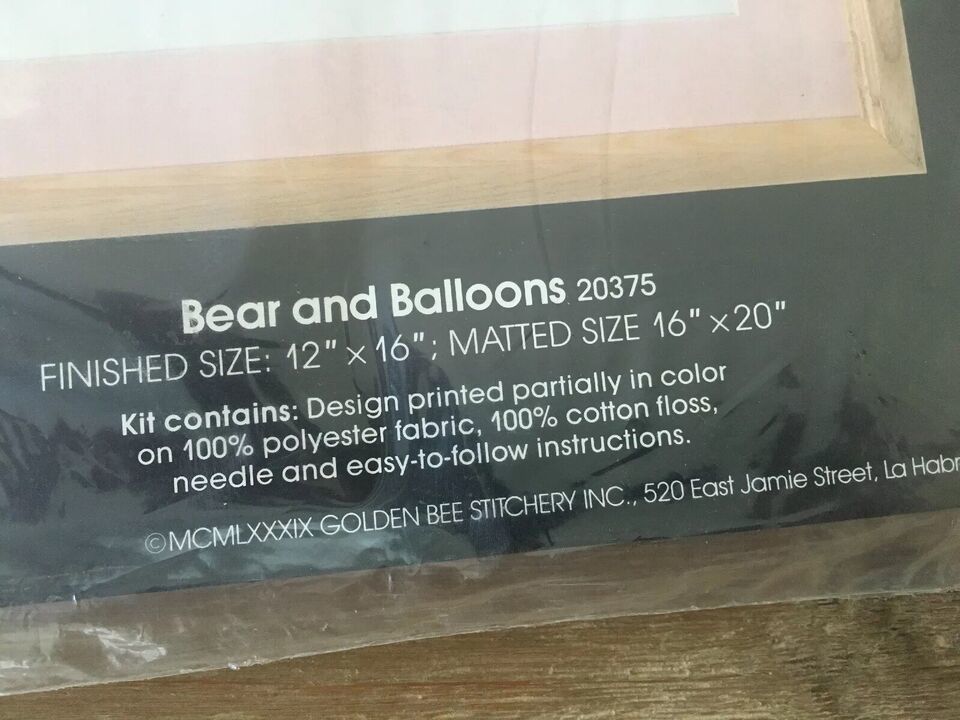 Bear and Balloons 20375
FINISHED SIZE: 12" × 16"; MATTED SIZE 16" × 20"
Kit contains: Design printed partially in color
on 100% polyester fabric, 100% cotton floss,
needle and easy-to-follow instructions.
©MCMLXXXIX GOLDEN BEE STITCHERY INC., 520 East Jamie Street, La Habr